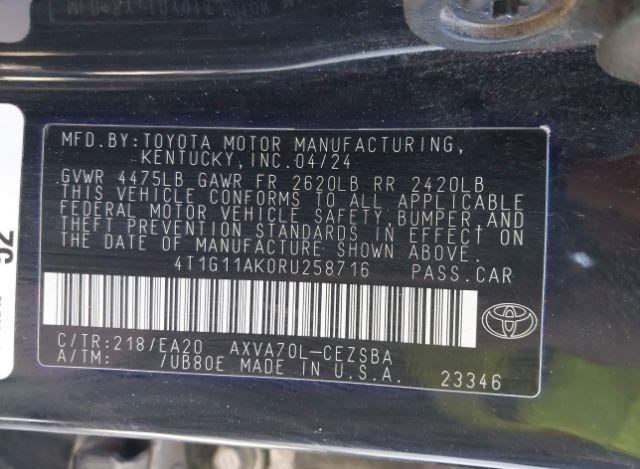 MFD.BY:TOYOTA MOTOR MANUFACTURING,
KENTUCKY, INC. 04/24
GVWR 4475LB GAWR FR 2620LB RR 2420LB
THIS VEHICLE CONFORMS TO ALL APPLICABLE
FEDERAL MOTOR VEHICLE SAFETY, BUMPER AND
THEFT PREVENTION STANDARDS IN EFFECT ON
THE DATE OF MANUFACTURE SHOWN ABOVE.
4T1G11AK0RU258716 PASS.CAR
C/TR:218/EA20 AXVA70L-CEZSBA
A/TM: /UB80E MADE IN U.S.A. 23346